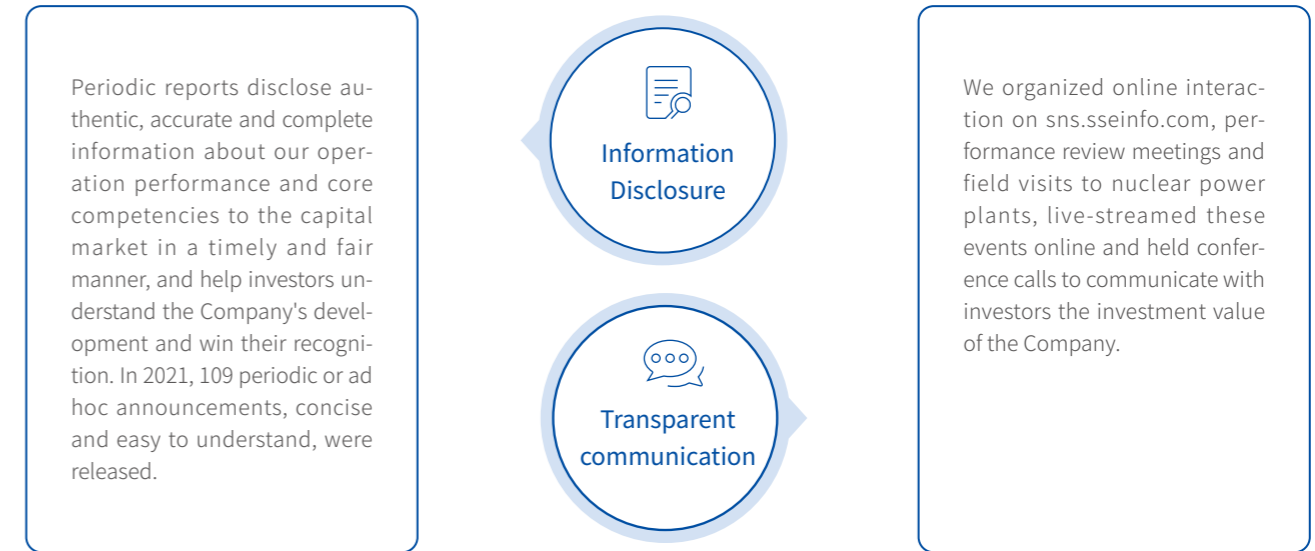 Periodic reports disclose au-
thentic, accurate and complete
information about our oper-
ation performance and core
competencies to the capital
market in a timely and fair
manner, and help investors un-
derstand the Company's devel-
opment and win their recogni-
tion. In 2021, 109 periodic or ad
hoc announcements, concise
and easy to understand, were
released.
Information
Disclosure
Transparent
communication
We organized online interac-
tion on sns.sseinfo.com, per-
formance review meetings and
field visits to nuclear power
plants, live-streamed these
events online and held confer-
ence calls to communicate with
investors the investment value
of the Company.